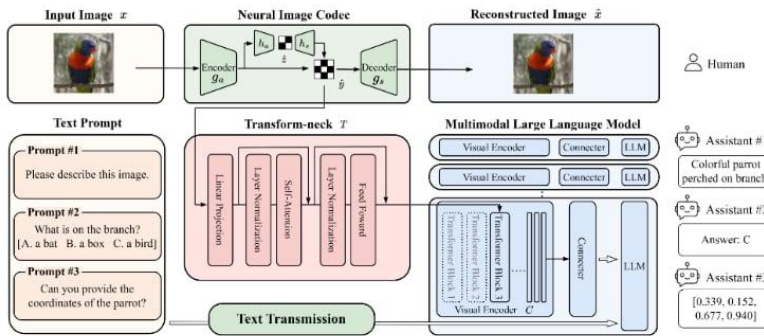 Input Image x
Neural Image Codec
Reconstructed Image x̂
Encoder
g_a
h_a
ẑ
h_s
ŷ
Decoder
g_s
Human
Text Prompt
Prompt #1
Please describe this image.
Prompt #2
What is on the branch?
[A. a bat B. a box C. a bird]
Prompt #3
Can you provide the
coordinates of the parrot?
Transform-neck T
Linear Projection
Layer Normalization
Self-Attention
Layer Normalization
Feed Foward
Multimodal Large Language Model
Visual Encoder
Connecter
LLM
Visual Encoder
Connecter
LLM
Transformer Block 1
Transformer Block 2
Transformer Block 3
Visual Encoder
C
Connecter
LLM
Assistant #
Colorful parrot
perched on branch
Assistant #
Answer: C
Assistant #
[0.339, 0.152,
0.677, 0.940]
Text Transmission